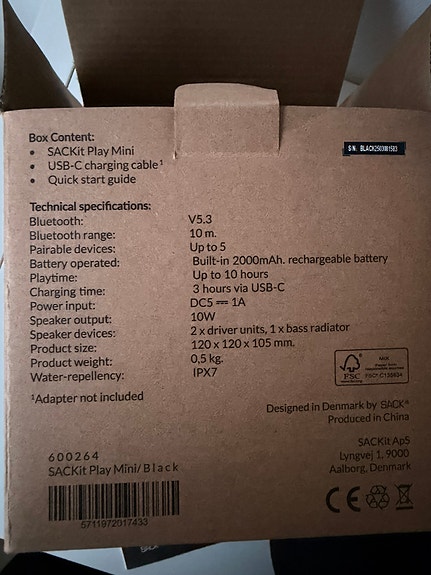 Box Content:
• SACKit Play Mini
• USB-C charging cable¹
• Quick start guide
S N: BLACK2503081583
Technical specifications:
Bluetooth: V5.3
Bluetooth range: 10 m.
Pairable devices: Up to 5
Battery operated: Built-in 2000mAh. rechargeable battery
Playtime: Up to 10 hours
Charging time: 3 hours via USB-C
Power input: DC5 ⎓ 1A
Speaker output: 10W
Speaker devices: 2 x driver units, 1 x bass radiator
Product size: 120 x 120 x 105 mm.
Product weight: 0,5 kg.
Water-repellency: IPX7
¹Adapter not included
FSC
MIX
FSC® C138634
Designed in Denmark by SACK®
Produced in China
SACKit ApS
Lyngvej 1, 9000
Aalborg, Denmark
600264
SACKit Play Mini/Black
5711972017433
CE